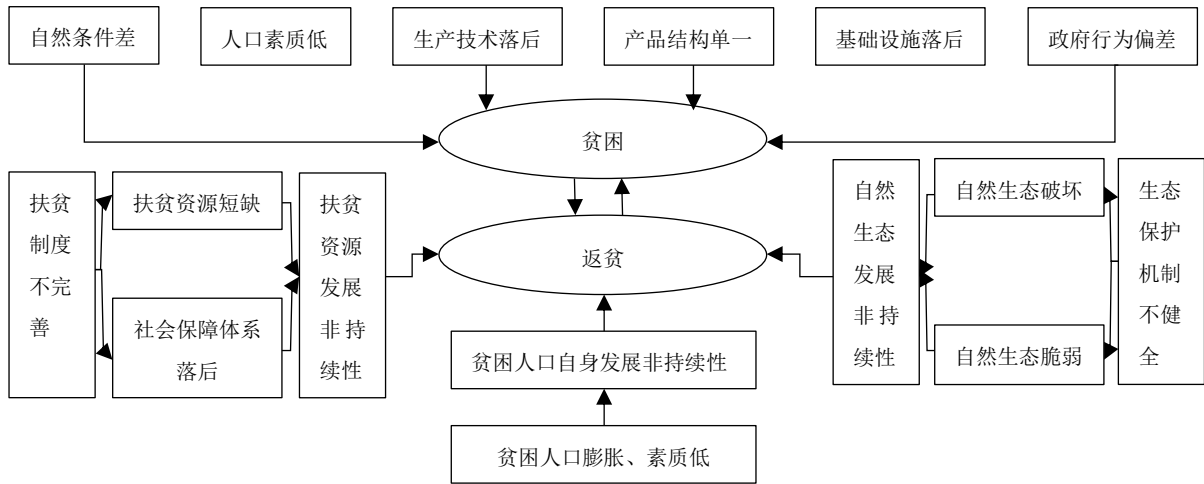 自然条件差
人口素质低
生产技术落后
产品结构单一
基础设施落后
政府行为偏差
贫困
扶贫
制度
不完
善
扶贫资源短缺
社会保障体系
落后
扶贫
资源
发展
非持
续性
返贫
贫困人口自身发展非持续性
贫困人口膨胀、素质低
自然
生态
发展
非持
续性
自然生态破坏
自然生态脆弱
生态
保护
机制
不健
全